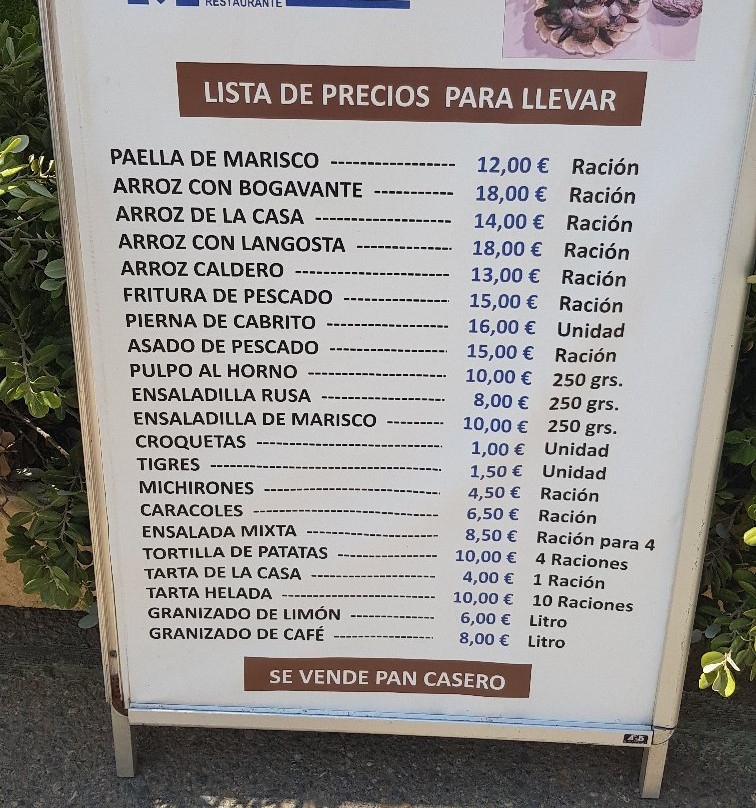 RESTAURANTE
LISTA DE PRECIOS PARA LLEVAR
PAELLA DE MARISCO ------------------ 12,00 € Ración
ARROZ CON BOGAVANTE ----------- 18,00 € Ración
ARROZ DE LA CASA ------------------- 14,00 € Ración
ARROZ CON LANGOSTA ------------- 18,00 € Ración
ARROZ CALDERO ---------------------- 13,00 € Ración
FRITURA DE PESCADO --------------- 15,00 € Ración
PIERNA DE CABRITO ------------------ 16,00 € Unidad
ASADO DE PESCADO ----------------- 15,00 € Ración
PULPO AL HORNO -------------------- 10,00 € 250 grs.
ENSALADILLA RUSA ------------------ 8,00 € 250 grs.
ENSALADILLA DE MARISCO -------- 10,00 € 250 grs.
CROQUETAS --------------------------- 1,00 € Unidad
TIGRES ---------------------------------- 1,50 € Unidad
MICHIRONES -------------------------- 4,50 € Ración
CARACOLES ---------------------------- 6,50 € Ración
ENSALADA MIXTA ------------------- 8,50 € Ración para 4
TORTILLA DE PATATAS --------------- 10,00 € 4 Raciones
TARTA DE LA CASA ------------------- 4,00 € 1 Ración
TARTA HELADA ------------------------ 10,00 € 10 Raciones
GRANIZADO DE LIMÓN ------------- 6,00 € Litro
GRANIZADO DE CAFÉ --------------- 8,00 € Litro
SE VENDE PAN CASERO